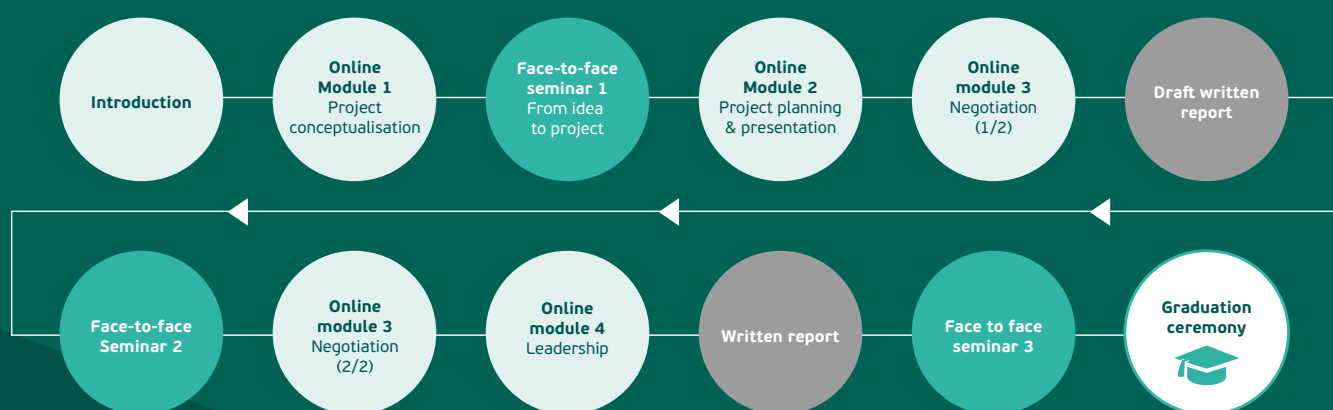 Introduction
Online
Module 1
Project
conceptualisation
Face-to-face
seminar 1
From idea
to project
Online
Module 2
Project planning
& presentation
Online
module 3
Negotiation
(1/2)
Draft written
report
Face-to-face
Seminar 2
Online
module 3
Negotiation
(2/2)
Online
module 4
Leadership
Written report
Face to face
seminar 3
Graduation
ceremony